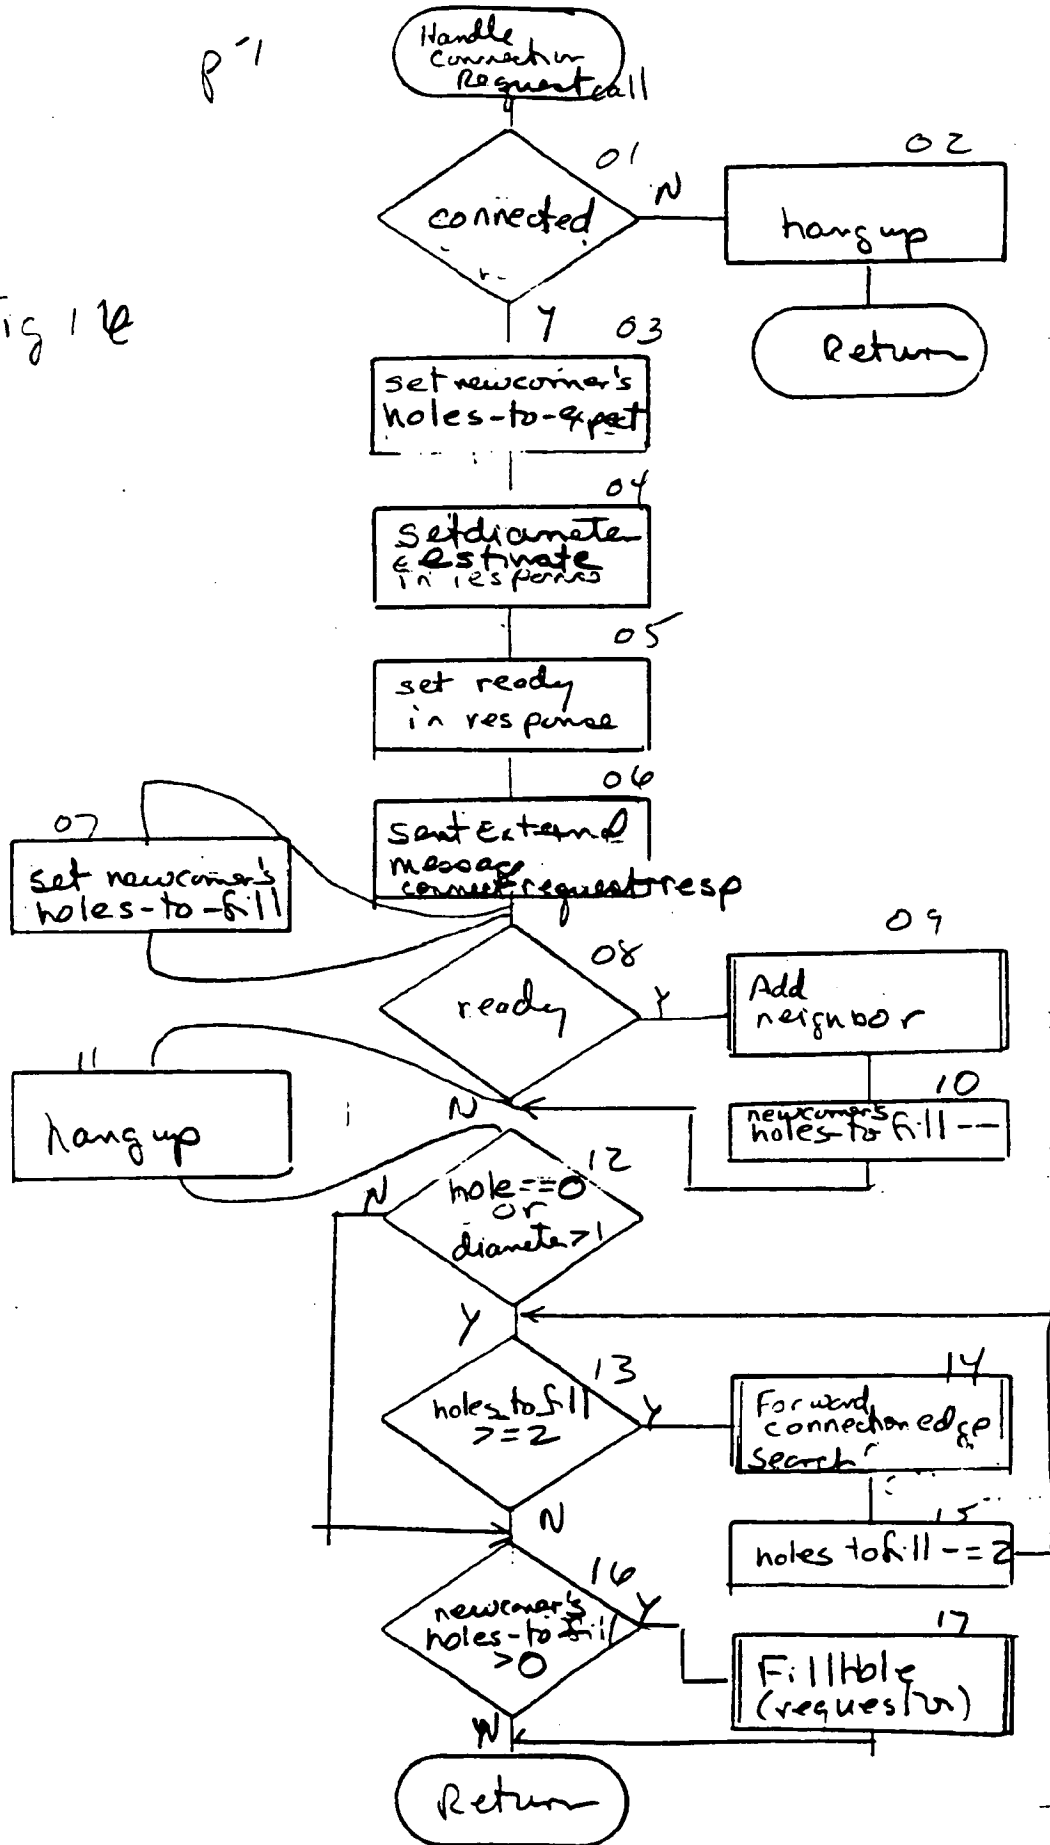 Handle
connection
Request call
01
connected
N
02
hang up
Return
Y
03
set newcomer's
holes-to-expect
04
set diameter
estimate
in response
05
set ready
in response
06
sent External
message
connect request resp
07
set newcomer's
holes-to-fill
08
ready
Y
09
Add
neighbor
10
newcomer's
holes-to fill --
N
11
hang up
12
hole==0
or
diameter>1
N
Y
13
holes to fill
>=2
Y
14
Forward
connection edge
search
15
holes to fill -=2
N
16
newcomer's
holes-to fill
>0
Y
17
Fill Hole
(requestor)
N
Return